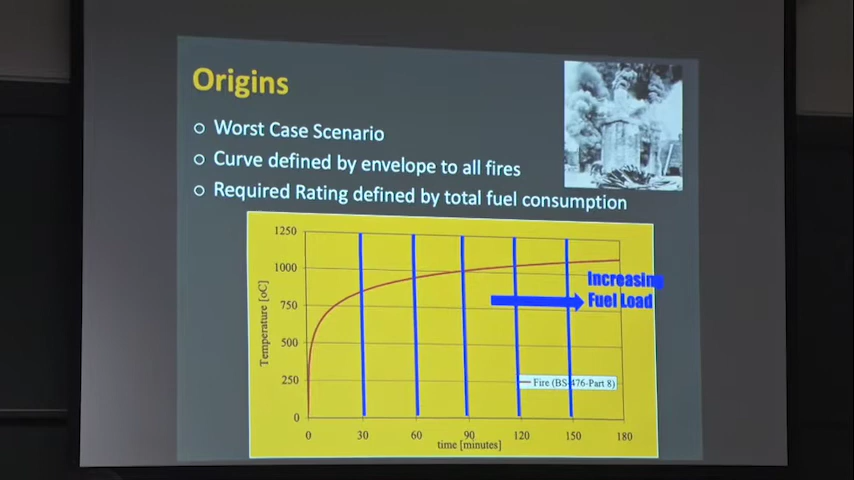 Origins
Worst Case Scenario
Curve defined by envelope to all fires
Required Rating defined by total fuel consumption
1250
1000
750
500
250
0
Temperature [oC]
Increasing
Fuel Load
Fire (BS-476-Part 8)
0 30 60 90 120 150 180
time [minutes]